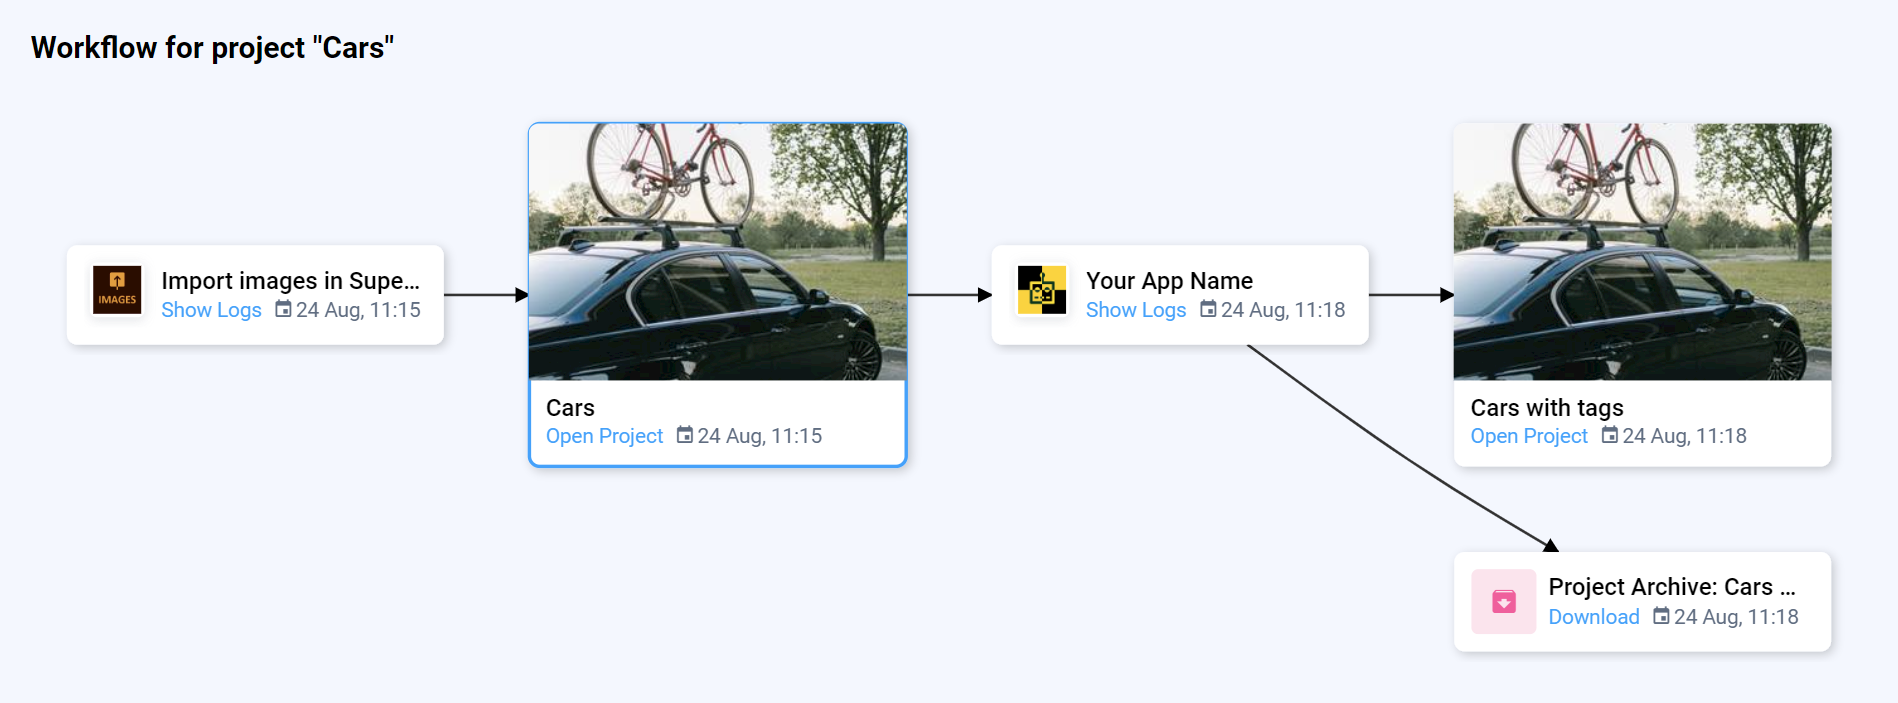 Workflow for project "Cars"
IMAGES
Import images in Supe...
Show Logs 24 Aug, 11:15
Cars
Open Project 24 Aug, 11:15
Your App Name
Show Logs 24 Aug, 11:18
Cars with tags
Open Project 24 Aug, 11:18
Project Archive: Cars ...
Download 24 Aug, 11:18